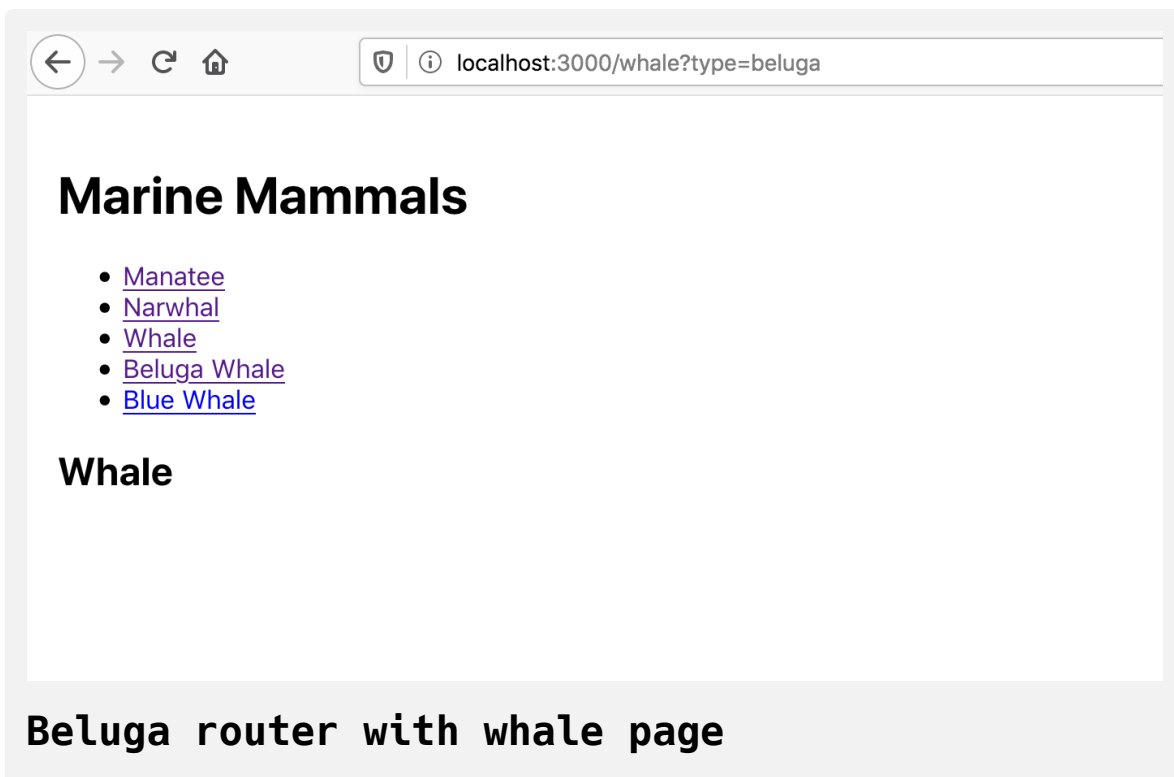 localhost:3000/whale?type=beluga
Marine Mammals
Manatee
Narwhal
Whale
Beluga Whale
Blue Whale
Whale
Beluga router with whale page